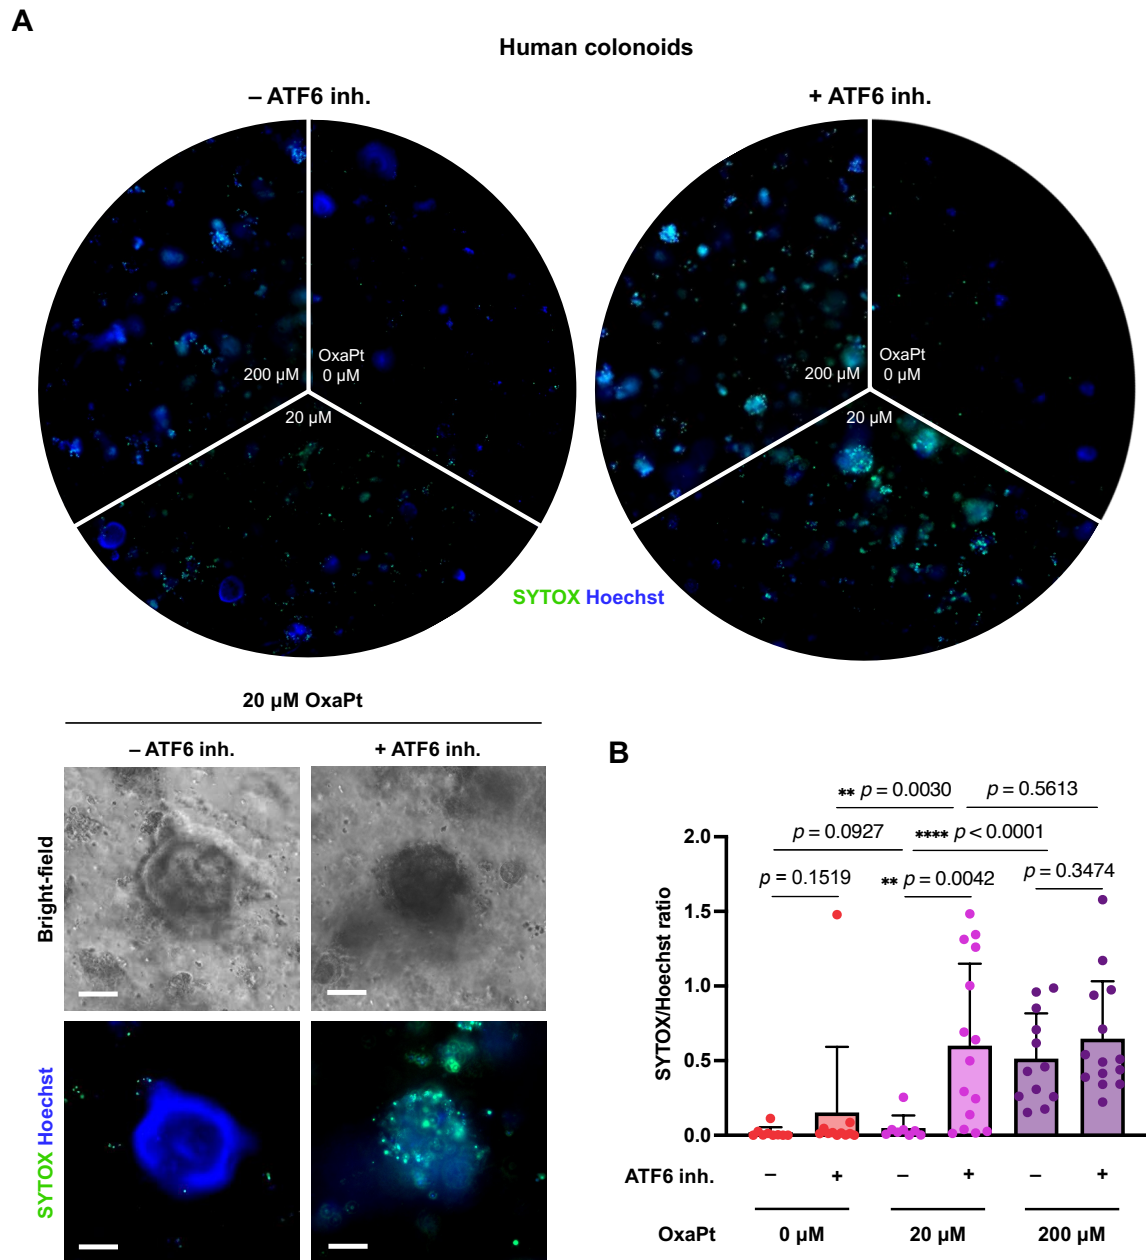 A
Human colonoids
– ATF6 inh.
+ ATF6 inh.
OxaPt
200 µM
0 µM
20 µM
OxaPt
200 µM
0 µM
20 µM
SYTOX Hoechst
20 µM OxaPt
– ATF6 inh.
+ ATF6 inh.
Bright-field
SYTOX Hoechst
B
** p = 0.0030
p = 0.5613
p = 0.0927
**** p < 0.0001
p = 0.1519
** p = 0.0042
p = 0.3474
SYTOX/Hoechst ratio
2.0
1.5
1.0
0.5
0.0
ATF6 inh.
– + – + – +
OxaPt
0 µM
20 µM
200 µM